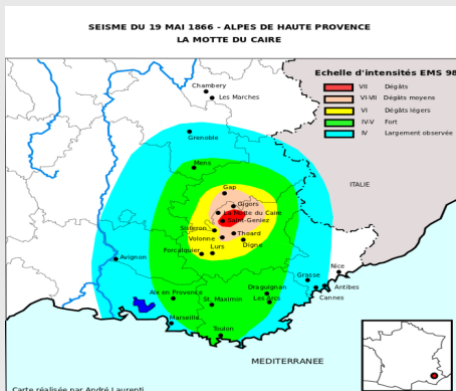 SEISME DU 19 MAI 1866 - ALPES DE HAUTE PROVENCE
LA MOTTE DU CAIRE
Echelle d'intensités EMS 98
VII Dégâts
VI-VII Dégâts moyens
VI Dégâts légers
IV-V Fort
IV Largement observée
Chambery
Les Marches
Grenoble
Mens
ITALIE
Gap
Gigors
La Motte du Caire
Saint-Geniez
Sisteron
Volonne
Thoard
Digne
Forcalquier
Lurs
Avignon
Nice
Grasse
Antibes
Cannes
Aix en Provence
St. Maximin
Draguignan
Les Arcs
Marseille
Toulon
MEDITERRANEE
Carte réalisée par André Laurenti